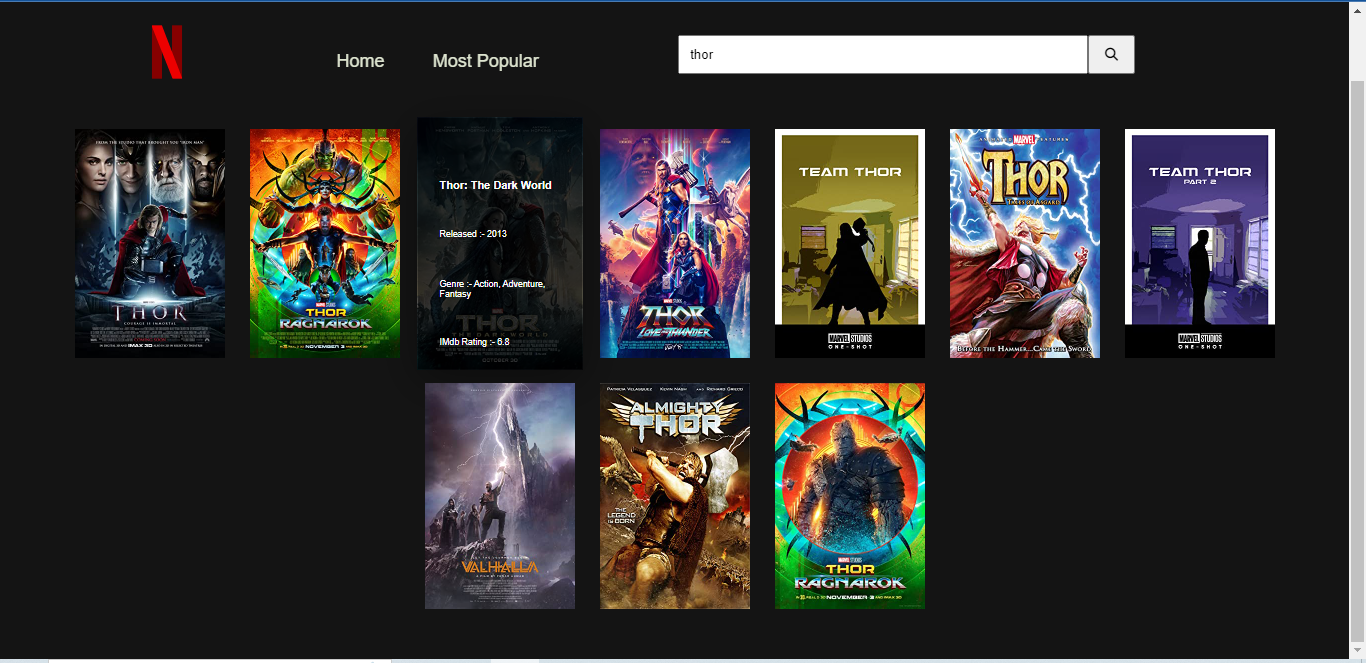 N
Home
Most Popular
thor
FROM THE STUDIO THAT BROUGHT YOU "IRON MAN"
THOR
COURAGE IS IMMORTAL
MARVEL STUDIOS
THOR
RAGNAROK
NOVEMBER 3
Thor: The Dark World
Released :- 2013
Genre :- Action, Adventure,
Fantasy
IMdb Rating :- 6.8
THOR
THE DARK WORLD
THOR
LOVE AND THUNDER
TEAM THOR
MARVEL STUDIOS
ONE-SHOT
MARVEL
THOR
TALES OF ASGARD
BEFORE THE HAMMER...CAME THE SWORD
TEAM THOR
PART 2
MARVEL STUDIOS
ONE-SHOT
VALHALLA
PATRICIA VELASQUEZ KEVIN NASH AND RICHARD GRIECO
ALMIGHTY
THOR
THE
LEGEND
IS BORN
MARVEL STUDIOS
THOR
RAGNAROK
NOVEMBER 3